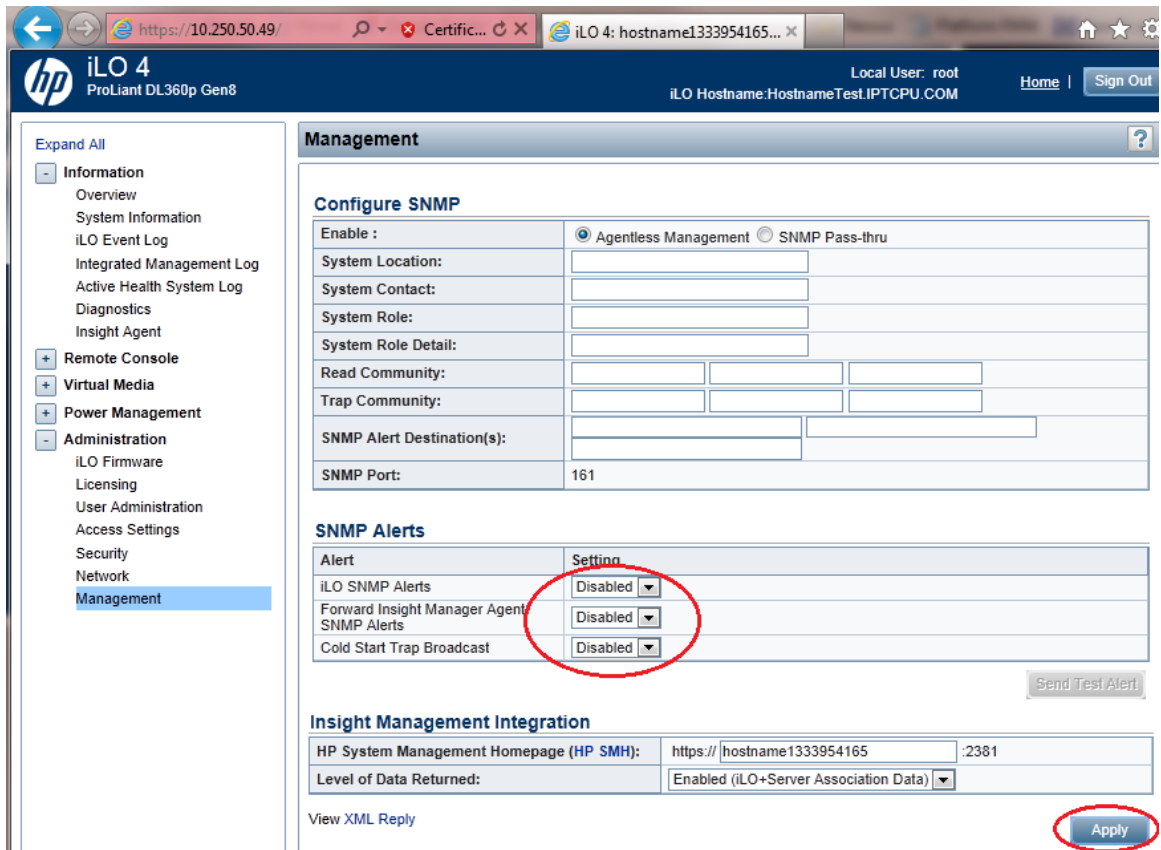 https://10.250.50.49/
Certific...
iLO 4: hostname1333954165...
hp
iLO 4
ProLiant DL360p Gen8
Local User: root
iLO Hostname:HostnameTest.IPTCPU.COM
Home |
Sign Out
Expand All
- Information
Overview
System Information
iLO Event Log
Integrated Management Log
Active Health System Log
Diagnostics
Insight Agent
+ Remote Console
+ Virtual Media
+ Power Management
- Administration
iLO Firmware
Licensing
User Administration
Access Settings
Security
Network
Management
Management
?
Configure SNMP
Enable : Agentless Management SNMP Pass-thru
System Location:
System Contact:
System Role:
System Role Detail:
Read Community:
Trap Community:
SNMP Alert Destination(s):
SNMP Port: 161
SNMP Alerts
Alert Setting
iLO SNMP Alerts Disabled
Forward Insight Manager Agent
SNMP Alerts Disabled
Cold Start Trap Broadcast Disabled
Send Test Alert
Insight Management Integration
HP System Management Homepage (HP SMH): https:// hostname1333954165 :2381
Level of Data Returned: Enabled (iLO+Server Association Data)
View XML Reply
Apply